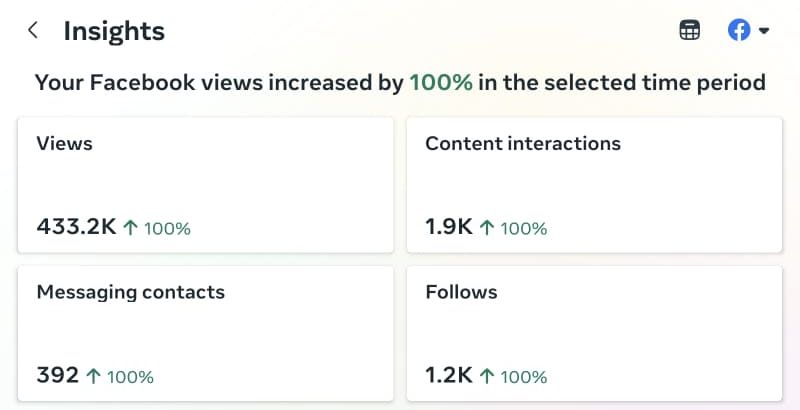 Insights
Your Facebook views increased by 100% in the selected time period
Views
433.2K ↑ 100%
Content interactions
1.9K ↑ 100%
Messaging contacts
392 ↑ 100%
Follows
1.2K ↑ 100%